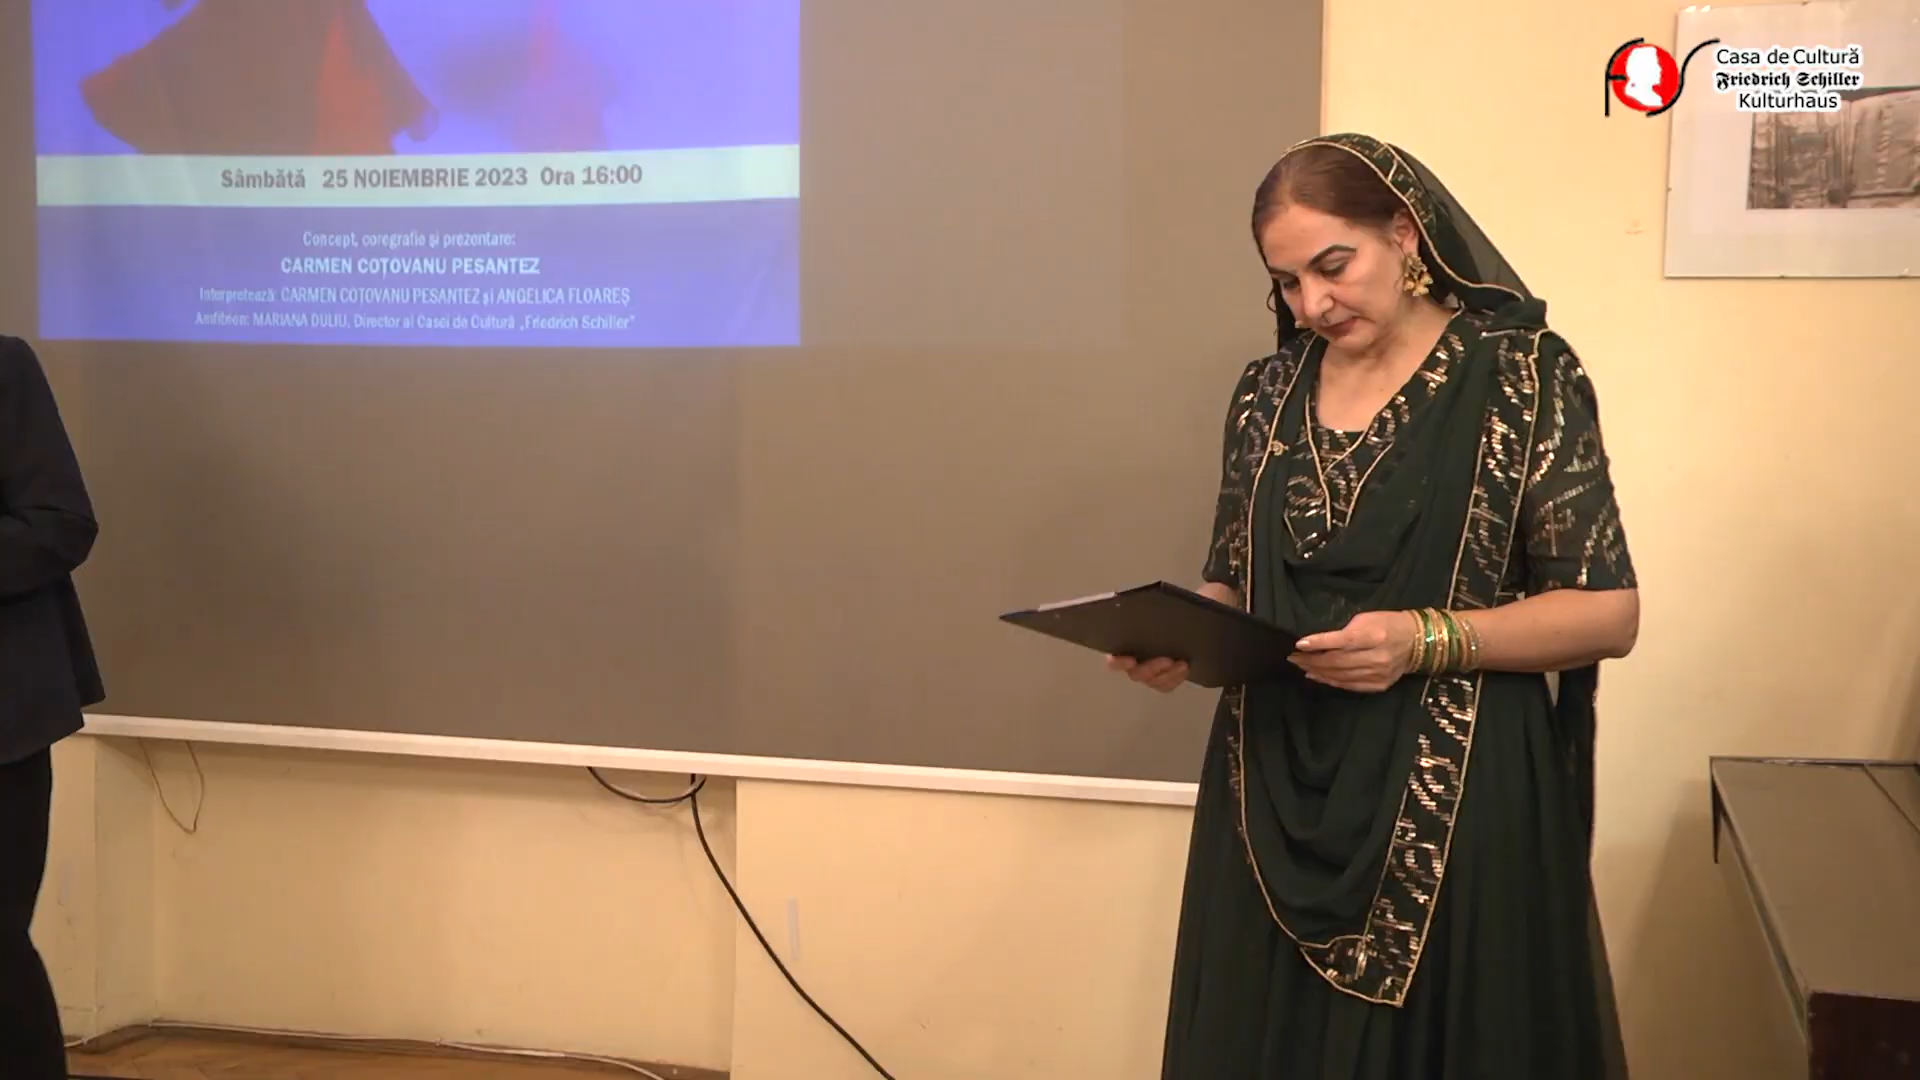 Casa de Cultură
Friedrich Schiller
Kulturhaus
Sâmbătă 25 NOIEMBRIE 2023 Ora 16:00
Concept, coregrafie și prezentare:
CARMEN COȚOVANU PESANTEZ
Interpretează: CARMEN COȚOVANU PESANTEZ și ANGELICA FLOAREȘ
Amfitrion: MARIANA DULIU, Director al Casei de Cultură „Friedrich Schiller”